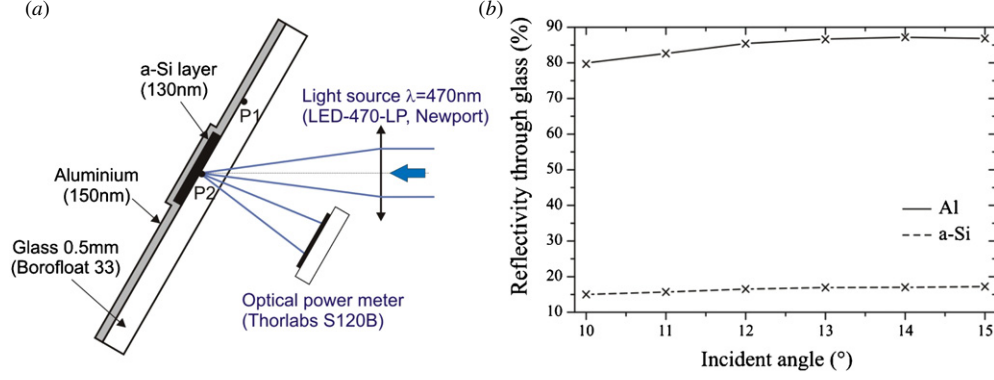 (a)
a-Si layer
(130nm)
P1
Light source λ=470nm
(LED-470-LP, Newport)
Aluminium
(150nm)
P2
Glass 0.5mm
(Borofloat 33)
Optical power meter
(Thorlabs S120B)
(b)
Reflectivity through glass (%)
90
80
70
60
50
40
30
20
10
Al
a-Si
10 11 12 13 14 15
Incident angle (°)